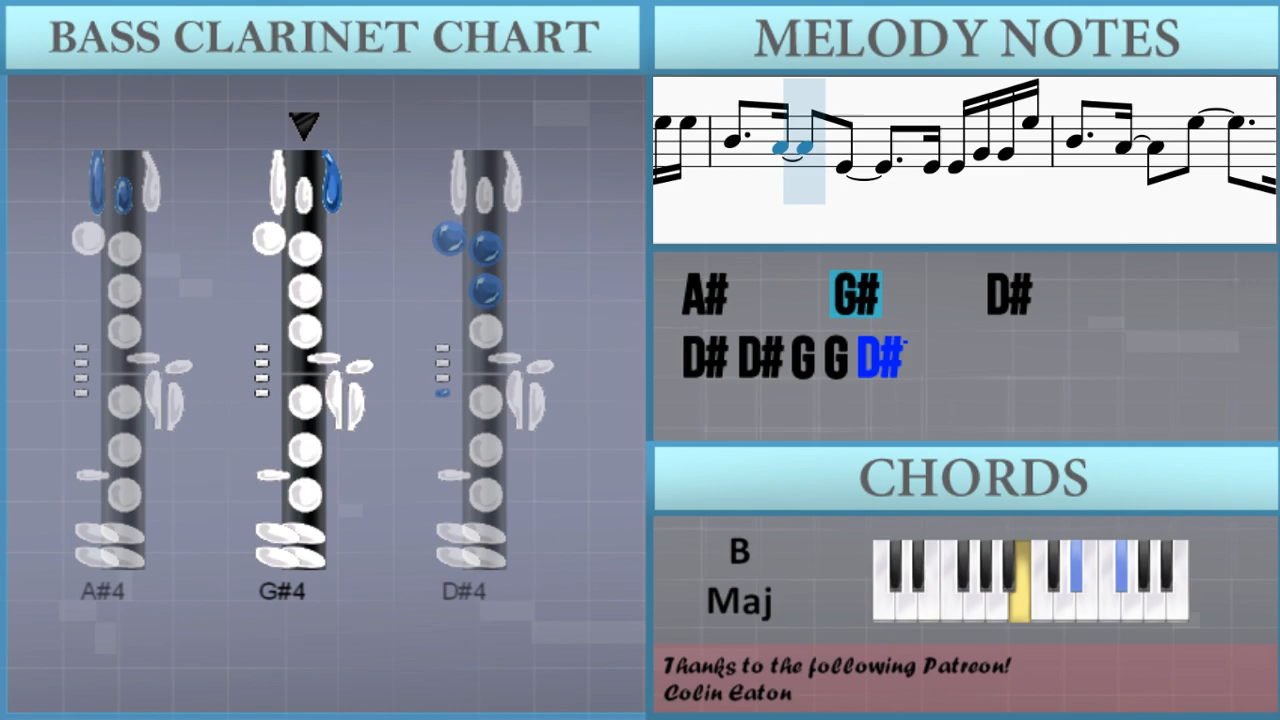 BASS CLARINET CHART
A#4 G#4 D#4
MELODY NOTES
A# G# D#
D# D# G G D#-
CHORDS
B
Maj
Thanks to the following Patreon!
Colin Eaton